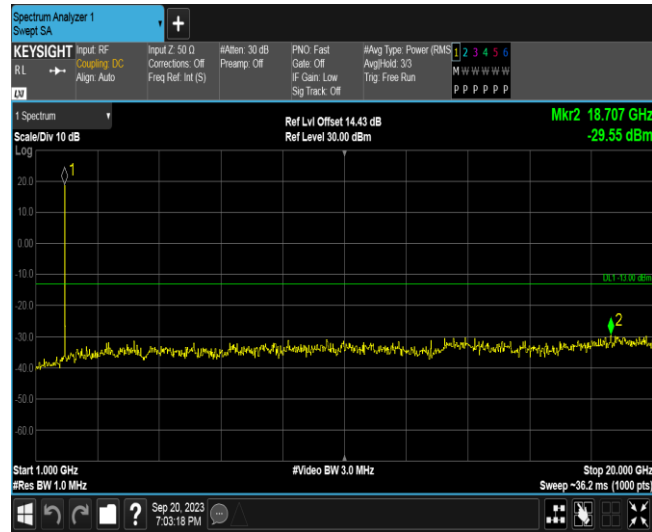 Spectrum Analyzer 1
Swept SA
+
KEYSIGHT
RL
LXI
Input: RF
Coupling: DC
Align: Auto
Input Z: 50 Ω
Corrections: Off
Freq Ref: Int (S)
#Atten: 30 dB
Preamp: Off
PNO: Fast
Gate: Off
IF Gain: Low
Sig Track: Off
#Avg Type: Power (RMS
Avg|Hold: 3/3
Trig: Free Run
1 2 3 4 5 6
M W W W W W
P P P P P P
1 Spectrum
Scale/Div 10 dB
Ref Lvl Offset 14.43 dB
Ref Level 30.00 dBm
Mkr2 18.707 GHz
-29.55 dBm
Log
1
20.0
10.0
0.00
-10.0
DL1 -13.00 dBm
-20.0
2
-30.0
-40.0
-50.0
-60.0
Start 1.000 GHz
#Video BW 3.0 MHz
Stop 20.000 GHz
#Res BW 1.0 MHz
Sweep ~36.2 ms (1000 pts)
?
Sep 20, 2023
7:03:18 PM